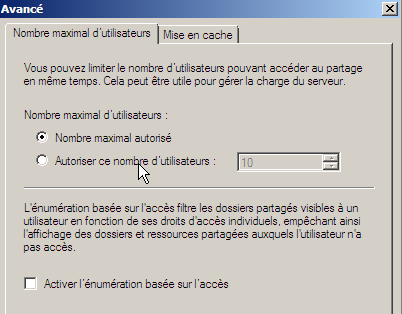 Avancé
Nombre maximal d'utilisateurs
Mise en cache
Vous pouvez limiter le nombre d'utilisateurs pouvant accéder au partage
en même temps. Cela peut être utile pour gérer la charge du serveur.
Nombre maximal d'utilisateurs :
Nombre maximal autorisé
Autoriser ce nombre d'utilisateurs :
10
L'énumération basée sur l'accès filtre les dossiers partagés visibles à un
utilisateur en fonction de ses droits d'accès individuels, empêchant ainsi
l'affichage des dossiers et ressources partagées auxquels l'utilisateur n'a
pas accès.
Activer l'énumération basée sur l'accès